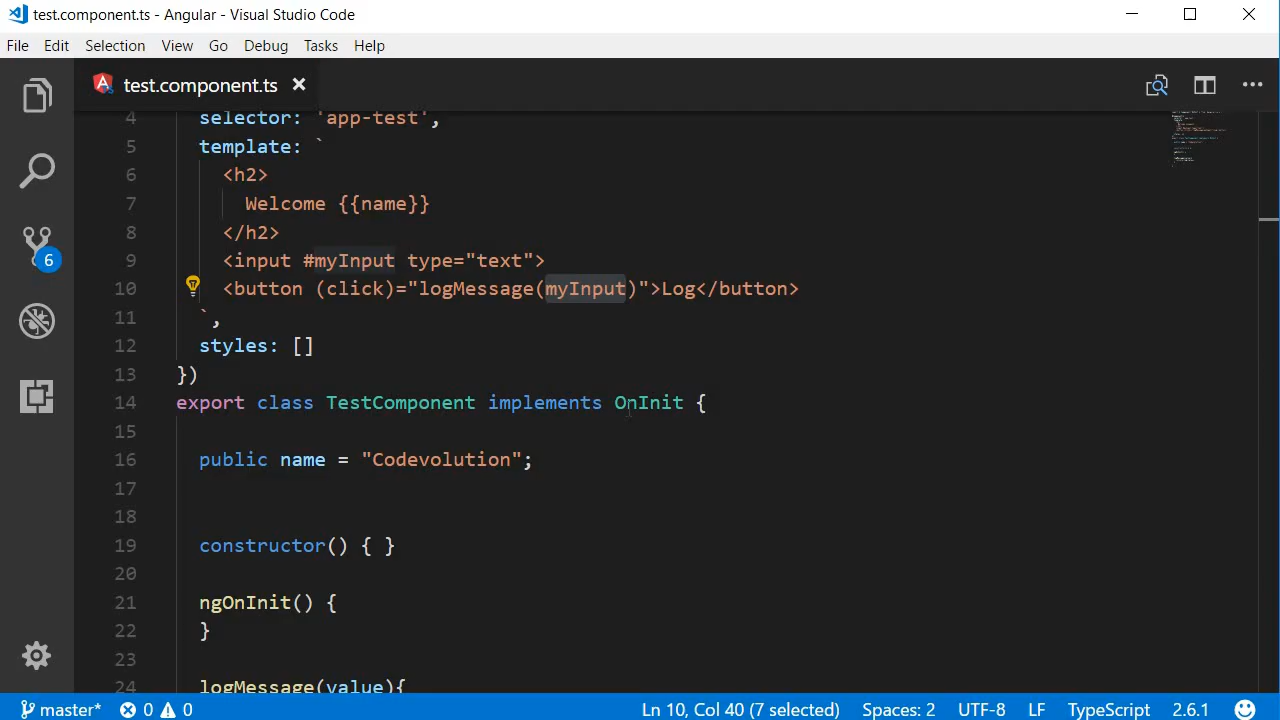 test.component.ts - Angular - Visual Studio Code
File Edit Selection View Go Debug Tasks Help
test.component.ts
4 selector: 'app-test',
5 template: `
6 <h2>
7 Welcome {{name}}
8 </h2>
9 <input #myInput type="text">
10 <button (click)="logMessage(myInput)">Log</button>
11 `,
12 styles: []
13 })
14 export class TestComponent implements OnInit {
15
16 public name = "Codevolution";
17
18
19 constructor() { }
20
21 ngOnInit() {
22 }
23
24 logMessage(value){
6
master* 0 0 Ln 10, Col 40 (7 selected) Spaces: 2 UTF-8 LF TypeScript 2.6.1